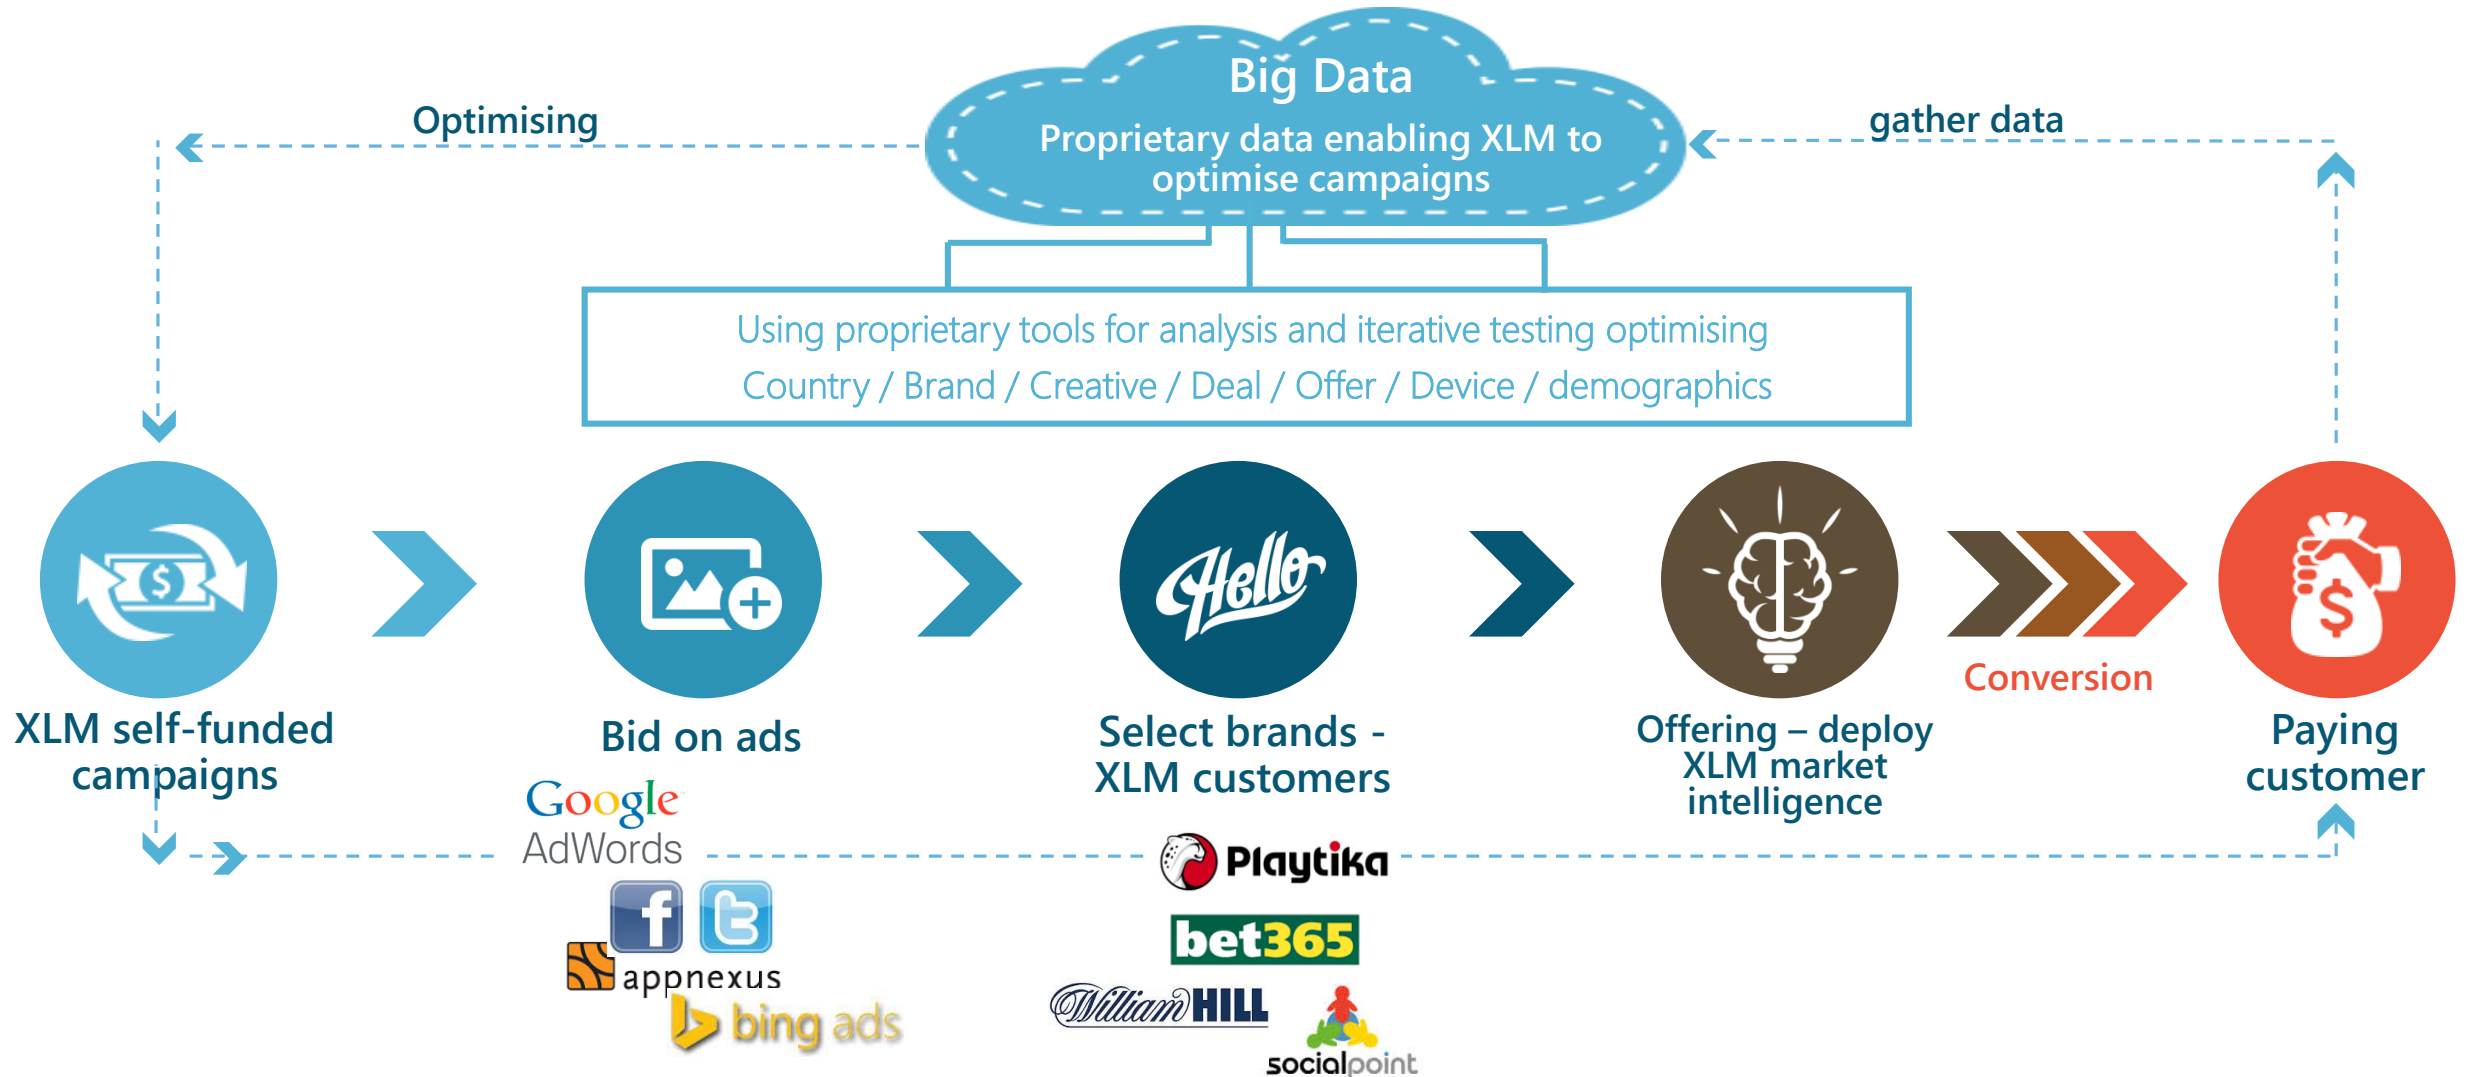 Big Data
Proprietary data enabling XLM to
optimise campaigns
Optimising
gather data
Using proprietary tools for analysis and iterative testing optimising
Country / Brand / Creative / Deal / Offer / Device / demographics
$
Hello
$
Conversion
XLM self-funded
campaigns
Bid on ads
Select brands -
XLM customers
Offering – deploy
XLM market
intelligence
Paying
customer
Google
AdWords
f
t
appnexus
bing ads
Playtika
bet365
William HILL
socialpoint